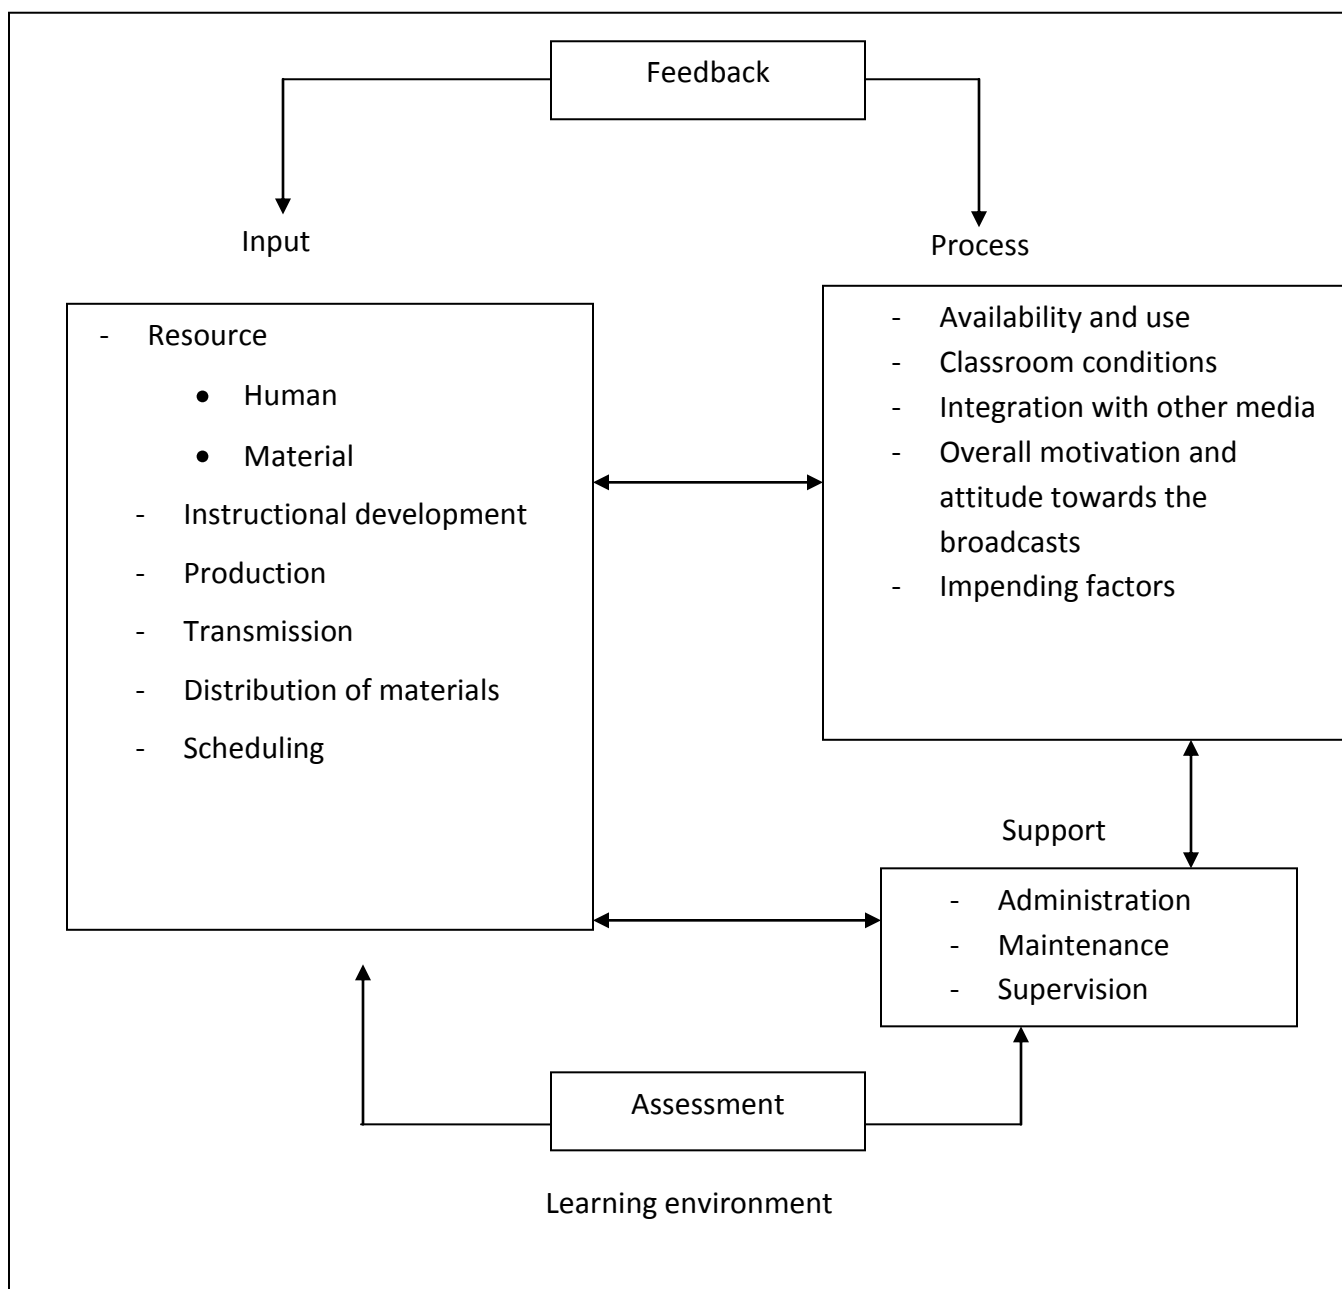 Feedback
Input
Process
- Resource
• Human
• Material
- Instructional development
- Production
- Transmission
- Distribution of materials
- Scheduling
- Availability and use
- Classroom conditions
- Integration with other media
- Overall motivation and
attitude towards the
broadcasts
- Impending factors
Support
- Administration
- Maintenance
- Supervision
Assessment
Learning environment